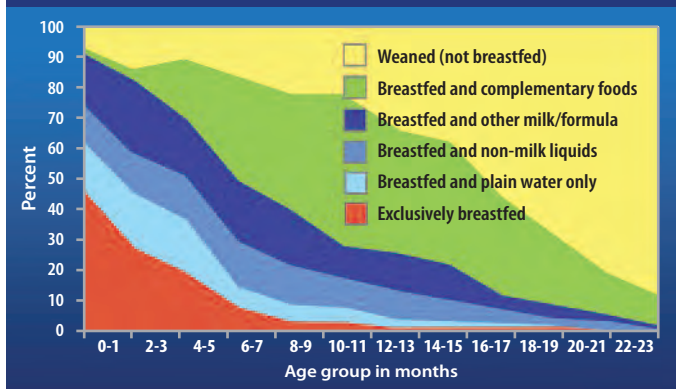 100
90
80
70
60
50
40
30
20
10
0
Percent
Weaned (not breastfed)
Breastfed and complementary foods
Breastfed and other milk/formula
Breastfed and non-milk liquids
Breastfed and plain water only
Exclusively breastfed
0-1 2-3 4-5 6-7 8-9 10-11 12-13 14-15 16-17 18-19 20-21 22-23
Age group in months